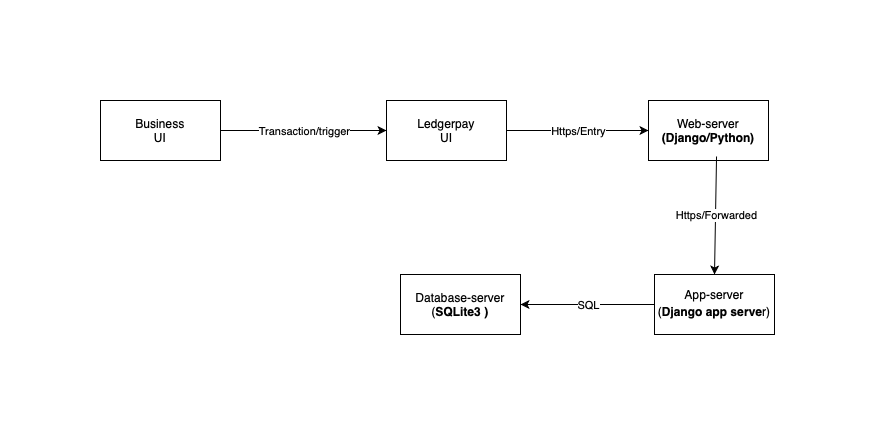 Business
UI
Transaction/trigger
Ledgerpay
UI
Https/Entry
Web-server
(Django/Python)
Https/Forwarded
App-server
(Django app server)
SQL
Database-server
(SQLite3 )